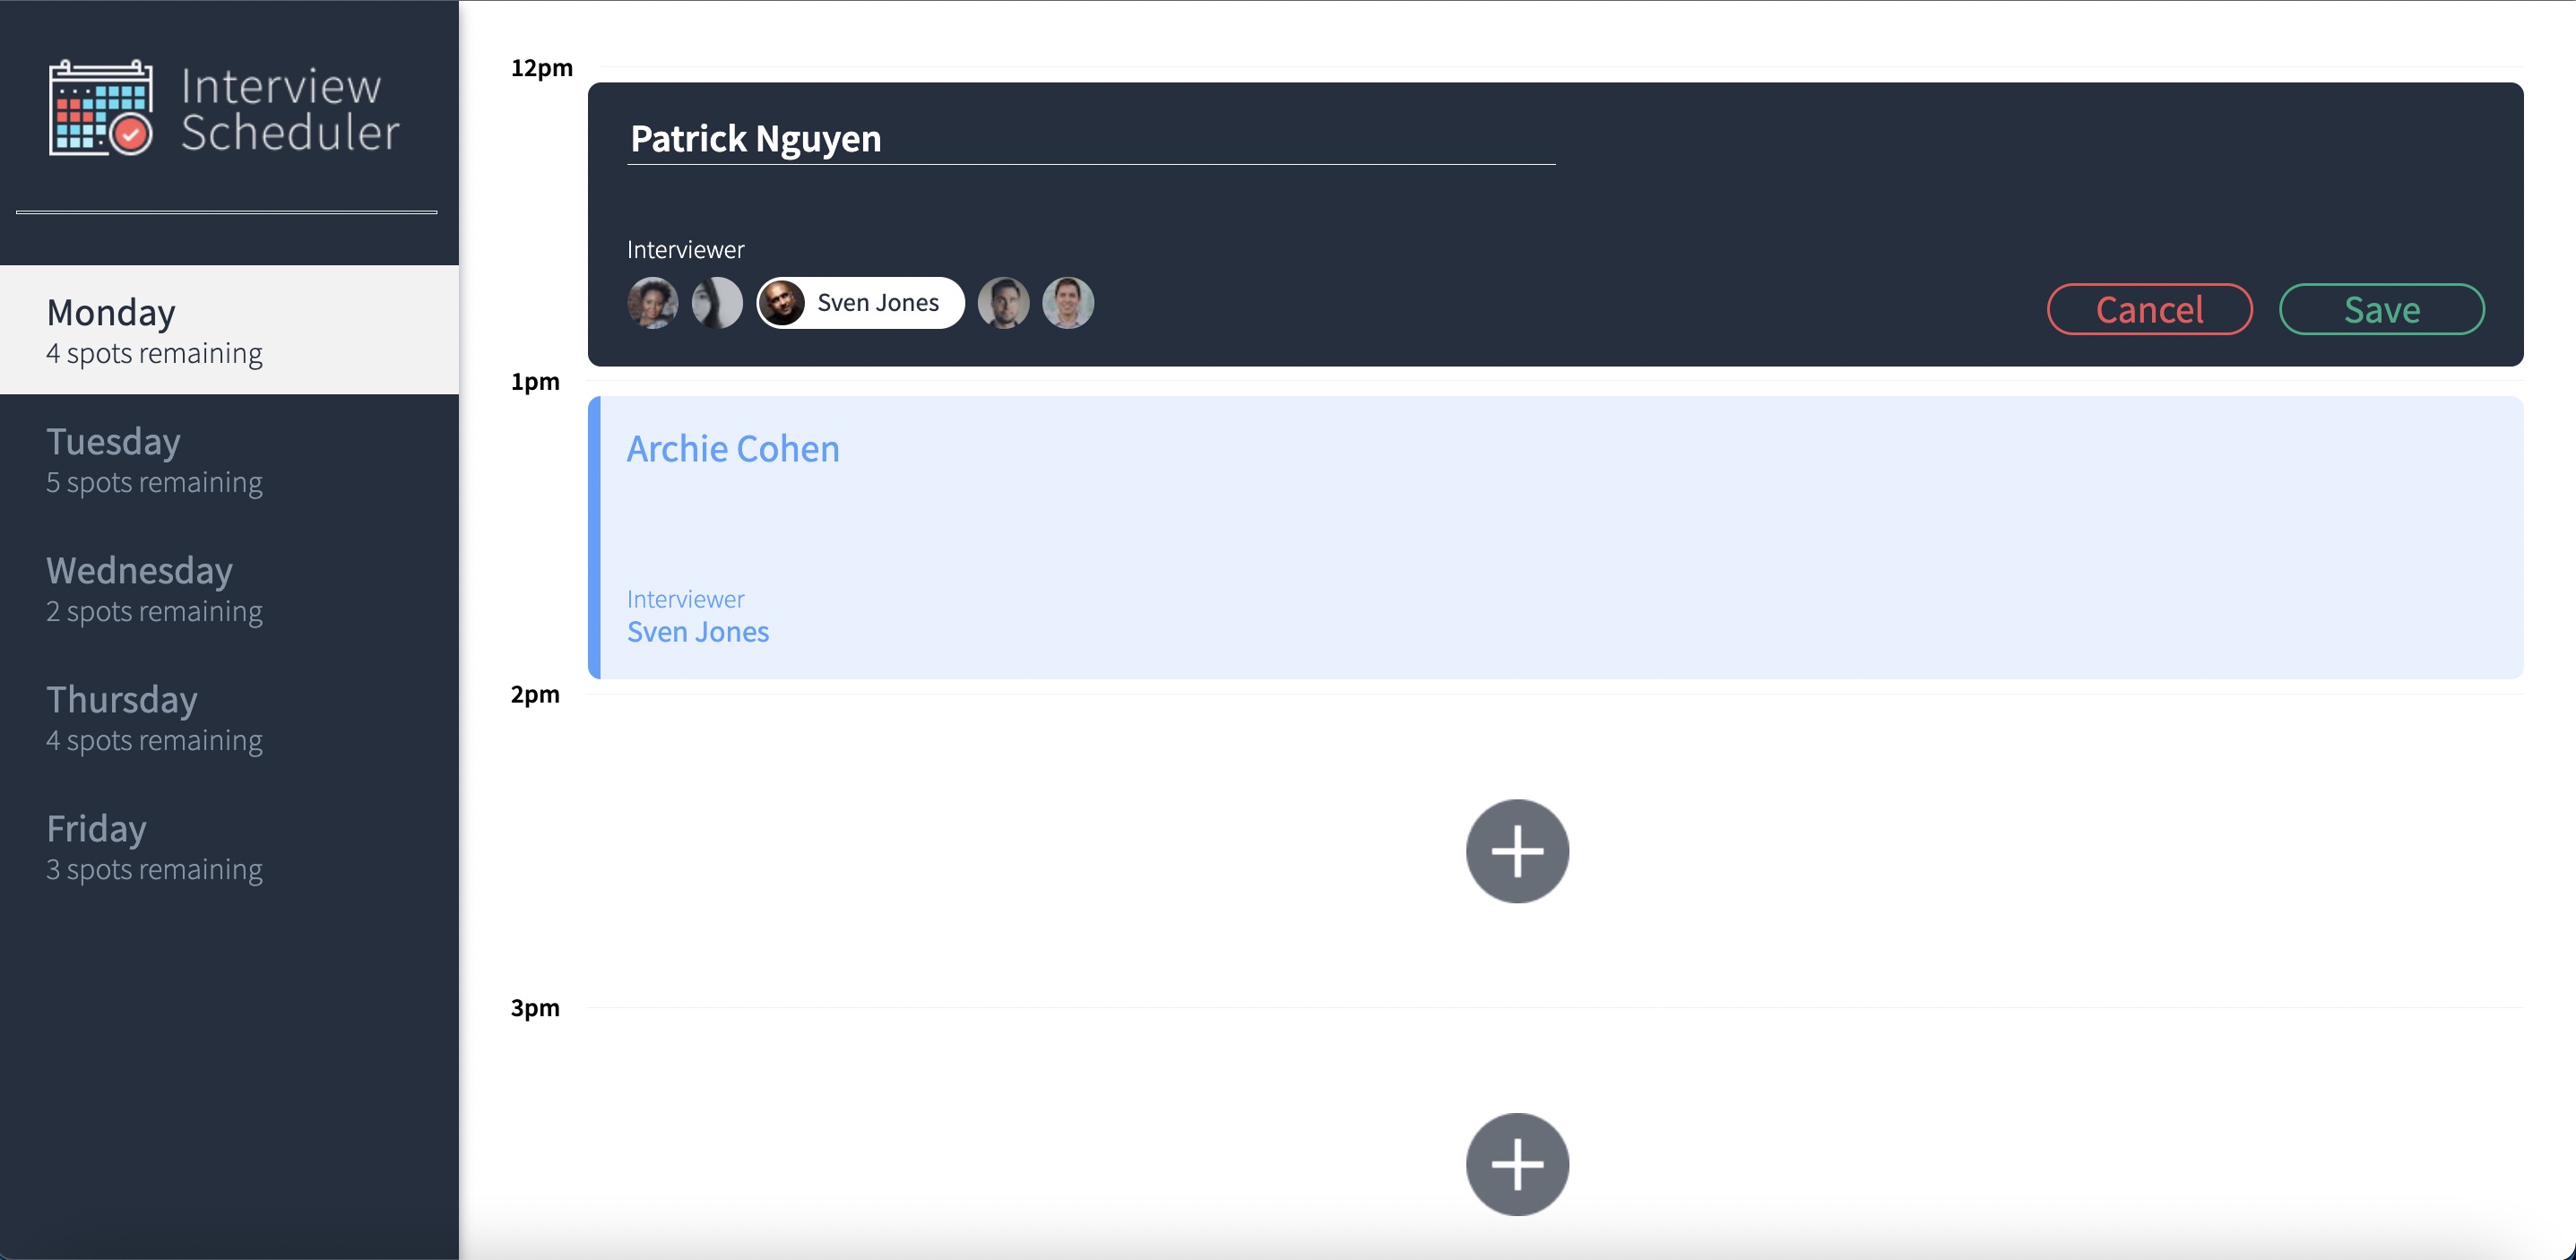 Interview
Scheduler
Monday
4 spots remaining
Tuesday
5 spots remaining
Wednesday
2 spots remaining
Thursday
4 spots remaining
Friday
3 spots remaining
12pm
Patrick Nguyen
Interviewer
Sven Jones
Cancel
Save
1pm
Archie Cohen
Interviewer
Sven Jones
2pm
3pm